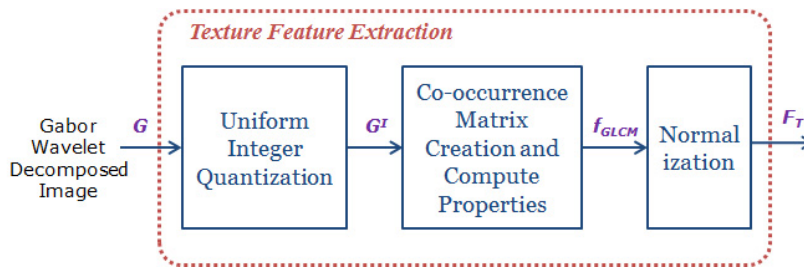 Texture Feature Extraction
Gabor
Wavelet
Decomposed
Image
G
Uniform
Integer
Quantization
G^I
Co-occurrence
Matrix
Creation and
Compute
Properties
f_GLCM
Normal
ization
F_T